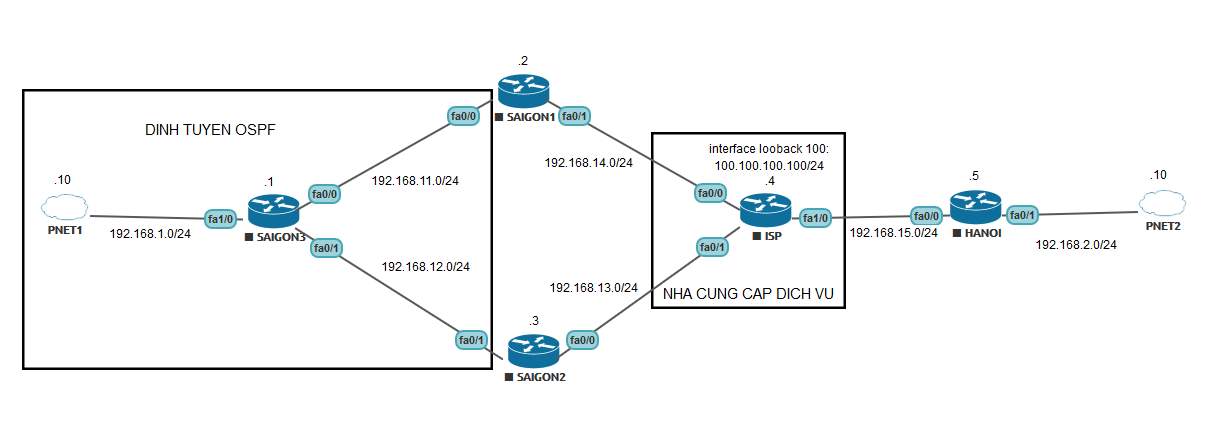 .2
fa0/0
SAIGON1
fa0/1
DINH TUYEN OSPF
interface looback 100:
100.100.100.100/24
192.168.14.0/24
.10
.1
192.168.11.0/24
.4
.5
.10
PNET1
fa1/0
fa0/0
SAIGON3
fa0/1
192.168.1.0/24
fa0/0
ISP
fa1/0
fa0/1
192.168.15.0/24
fa0/0
HANOI
fa0/1
192.168.2.0/24
PNET2
192.168.12.0/24
192.168.13.0/24
NHA CUNG CAP DICH VU
.3
fa0/1
fa0/0
SAIGON2